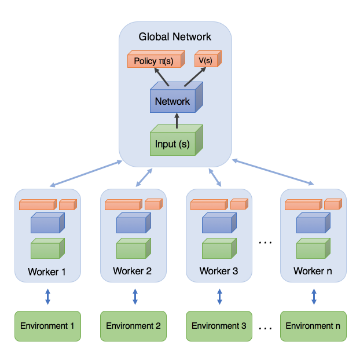 Global Network
Policy π(s)
V(s)
Network
Input (s)
Worker 1
Worker 2
Worker 3
...
Worker n
Environment 1
Environment 2
Environment 3
...
Environment n